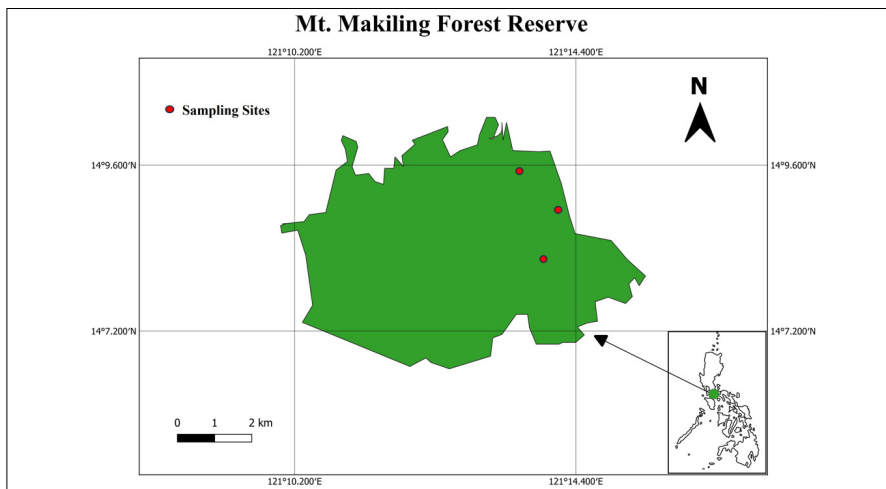 Mt. Makiling Forest Reserve
121°10.200'E 121°14.400'E
N
Sampling Sites
14°9.600'N 14°9.600'N
14°7.200'N 14°7.200'N
0 1 2 km
121°10.200'E 121°14.400'E